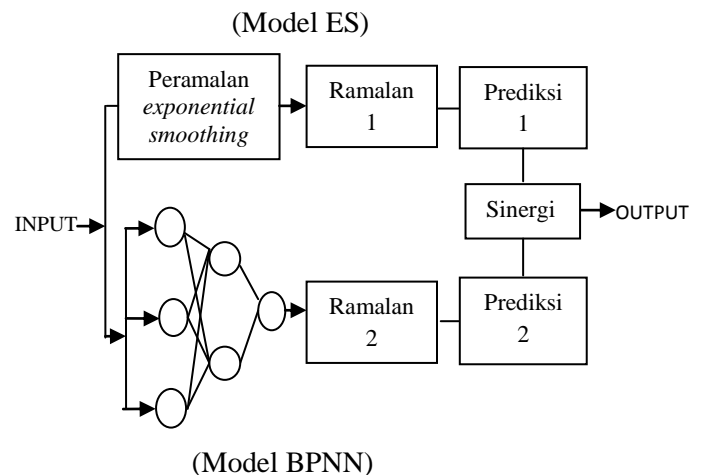 (Model ES)
Peramalan
exponential
smoothing
Ramalan
1
Prediksi
1
INPUT
Sinergi
OUTPUT
Ramalan
2
Prediksi
2
(Model BPNN)